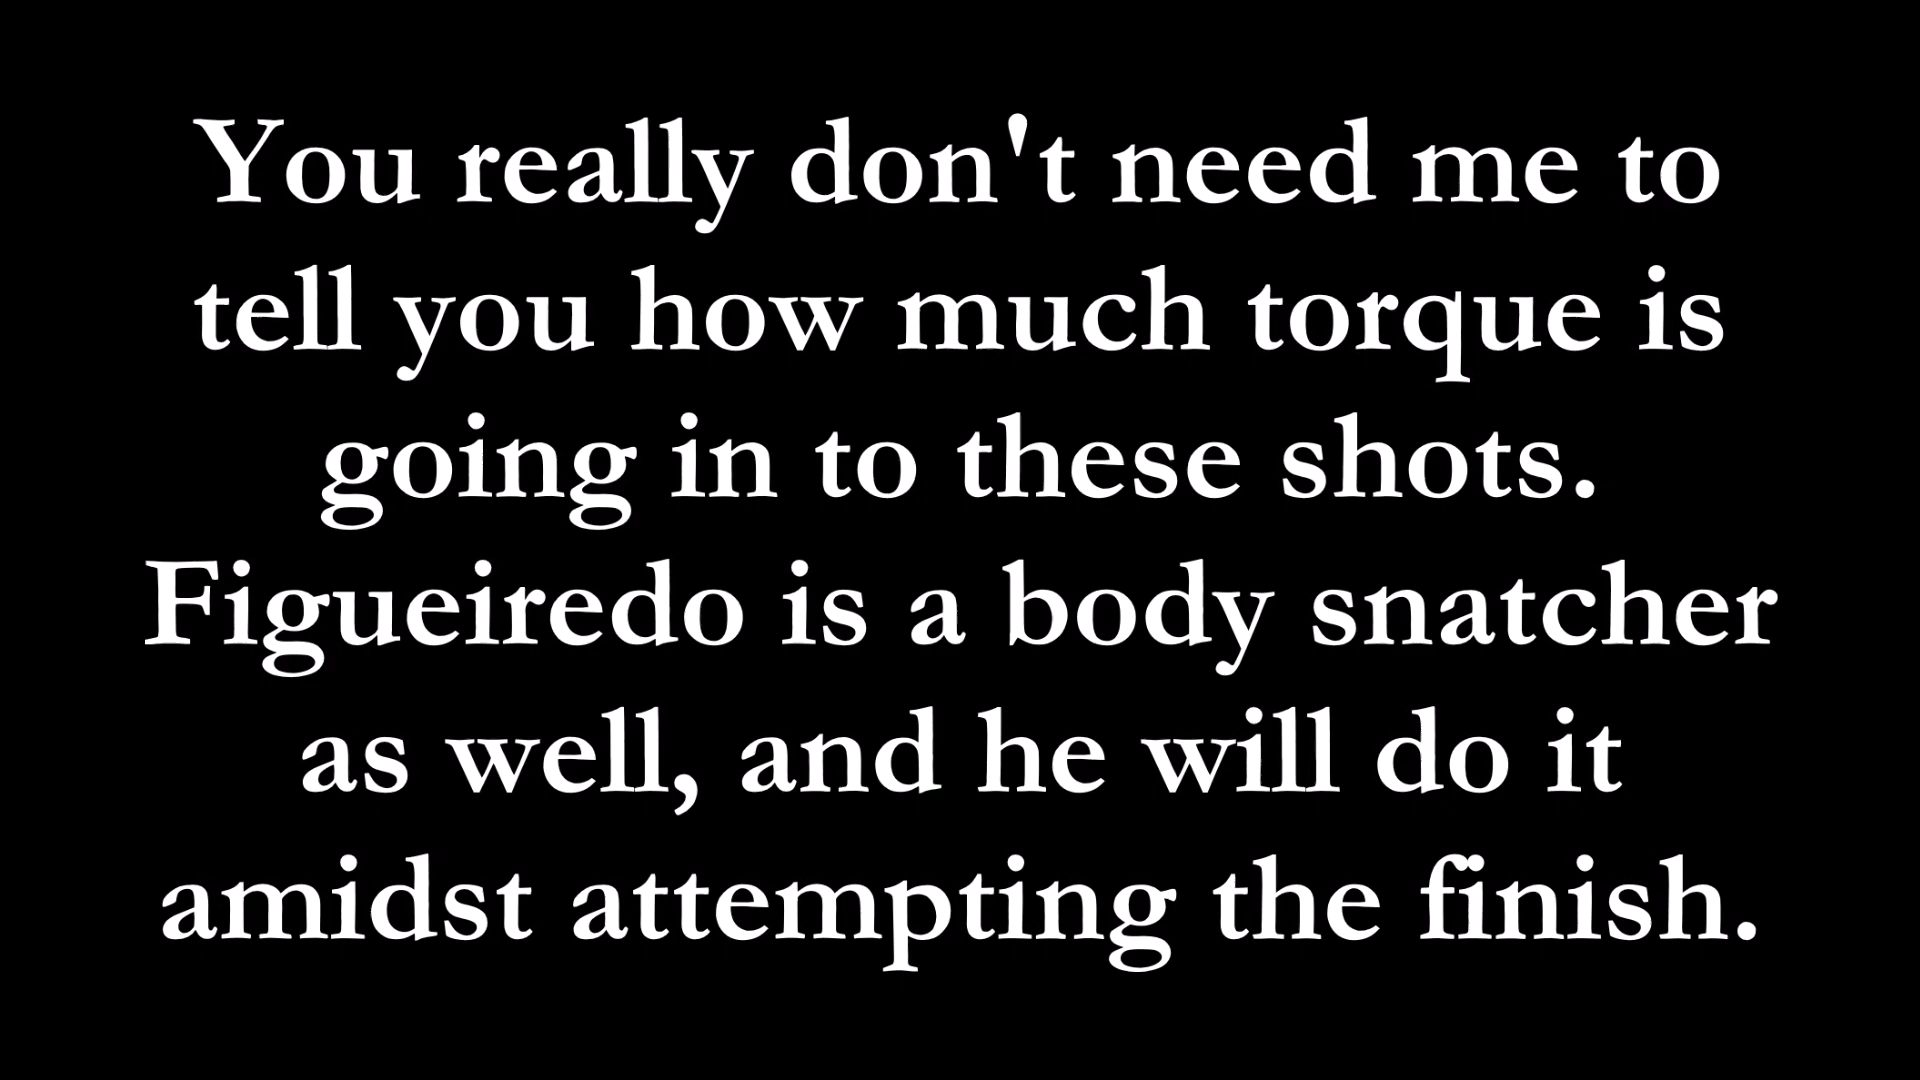 You really don't need me to
tell you how much torque is
going in to these shots.
Figueiredo is a body snatcher
as well, and he will do it
amidst attempting the finish.